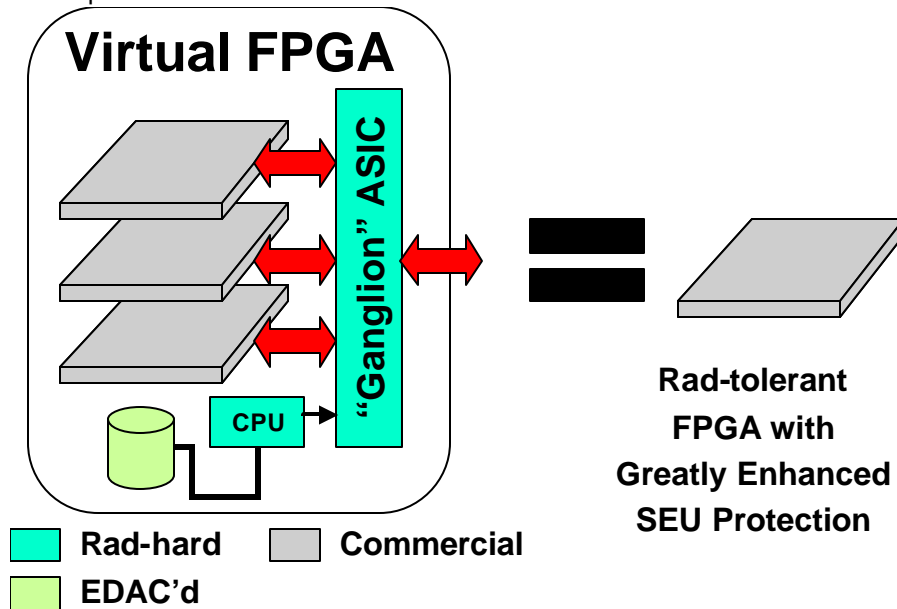 Virtual FPGA
“Ganglion” ASIC
CPU
Rad-tolerant
FPGA with
Greatly Enhanced
SEU Protection
Rad-hard
Commercial
EDAC’d